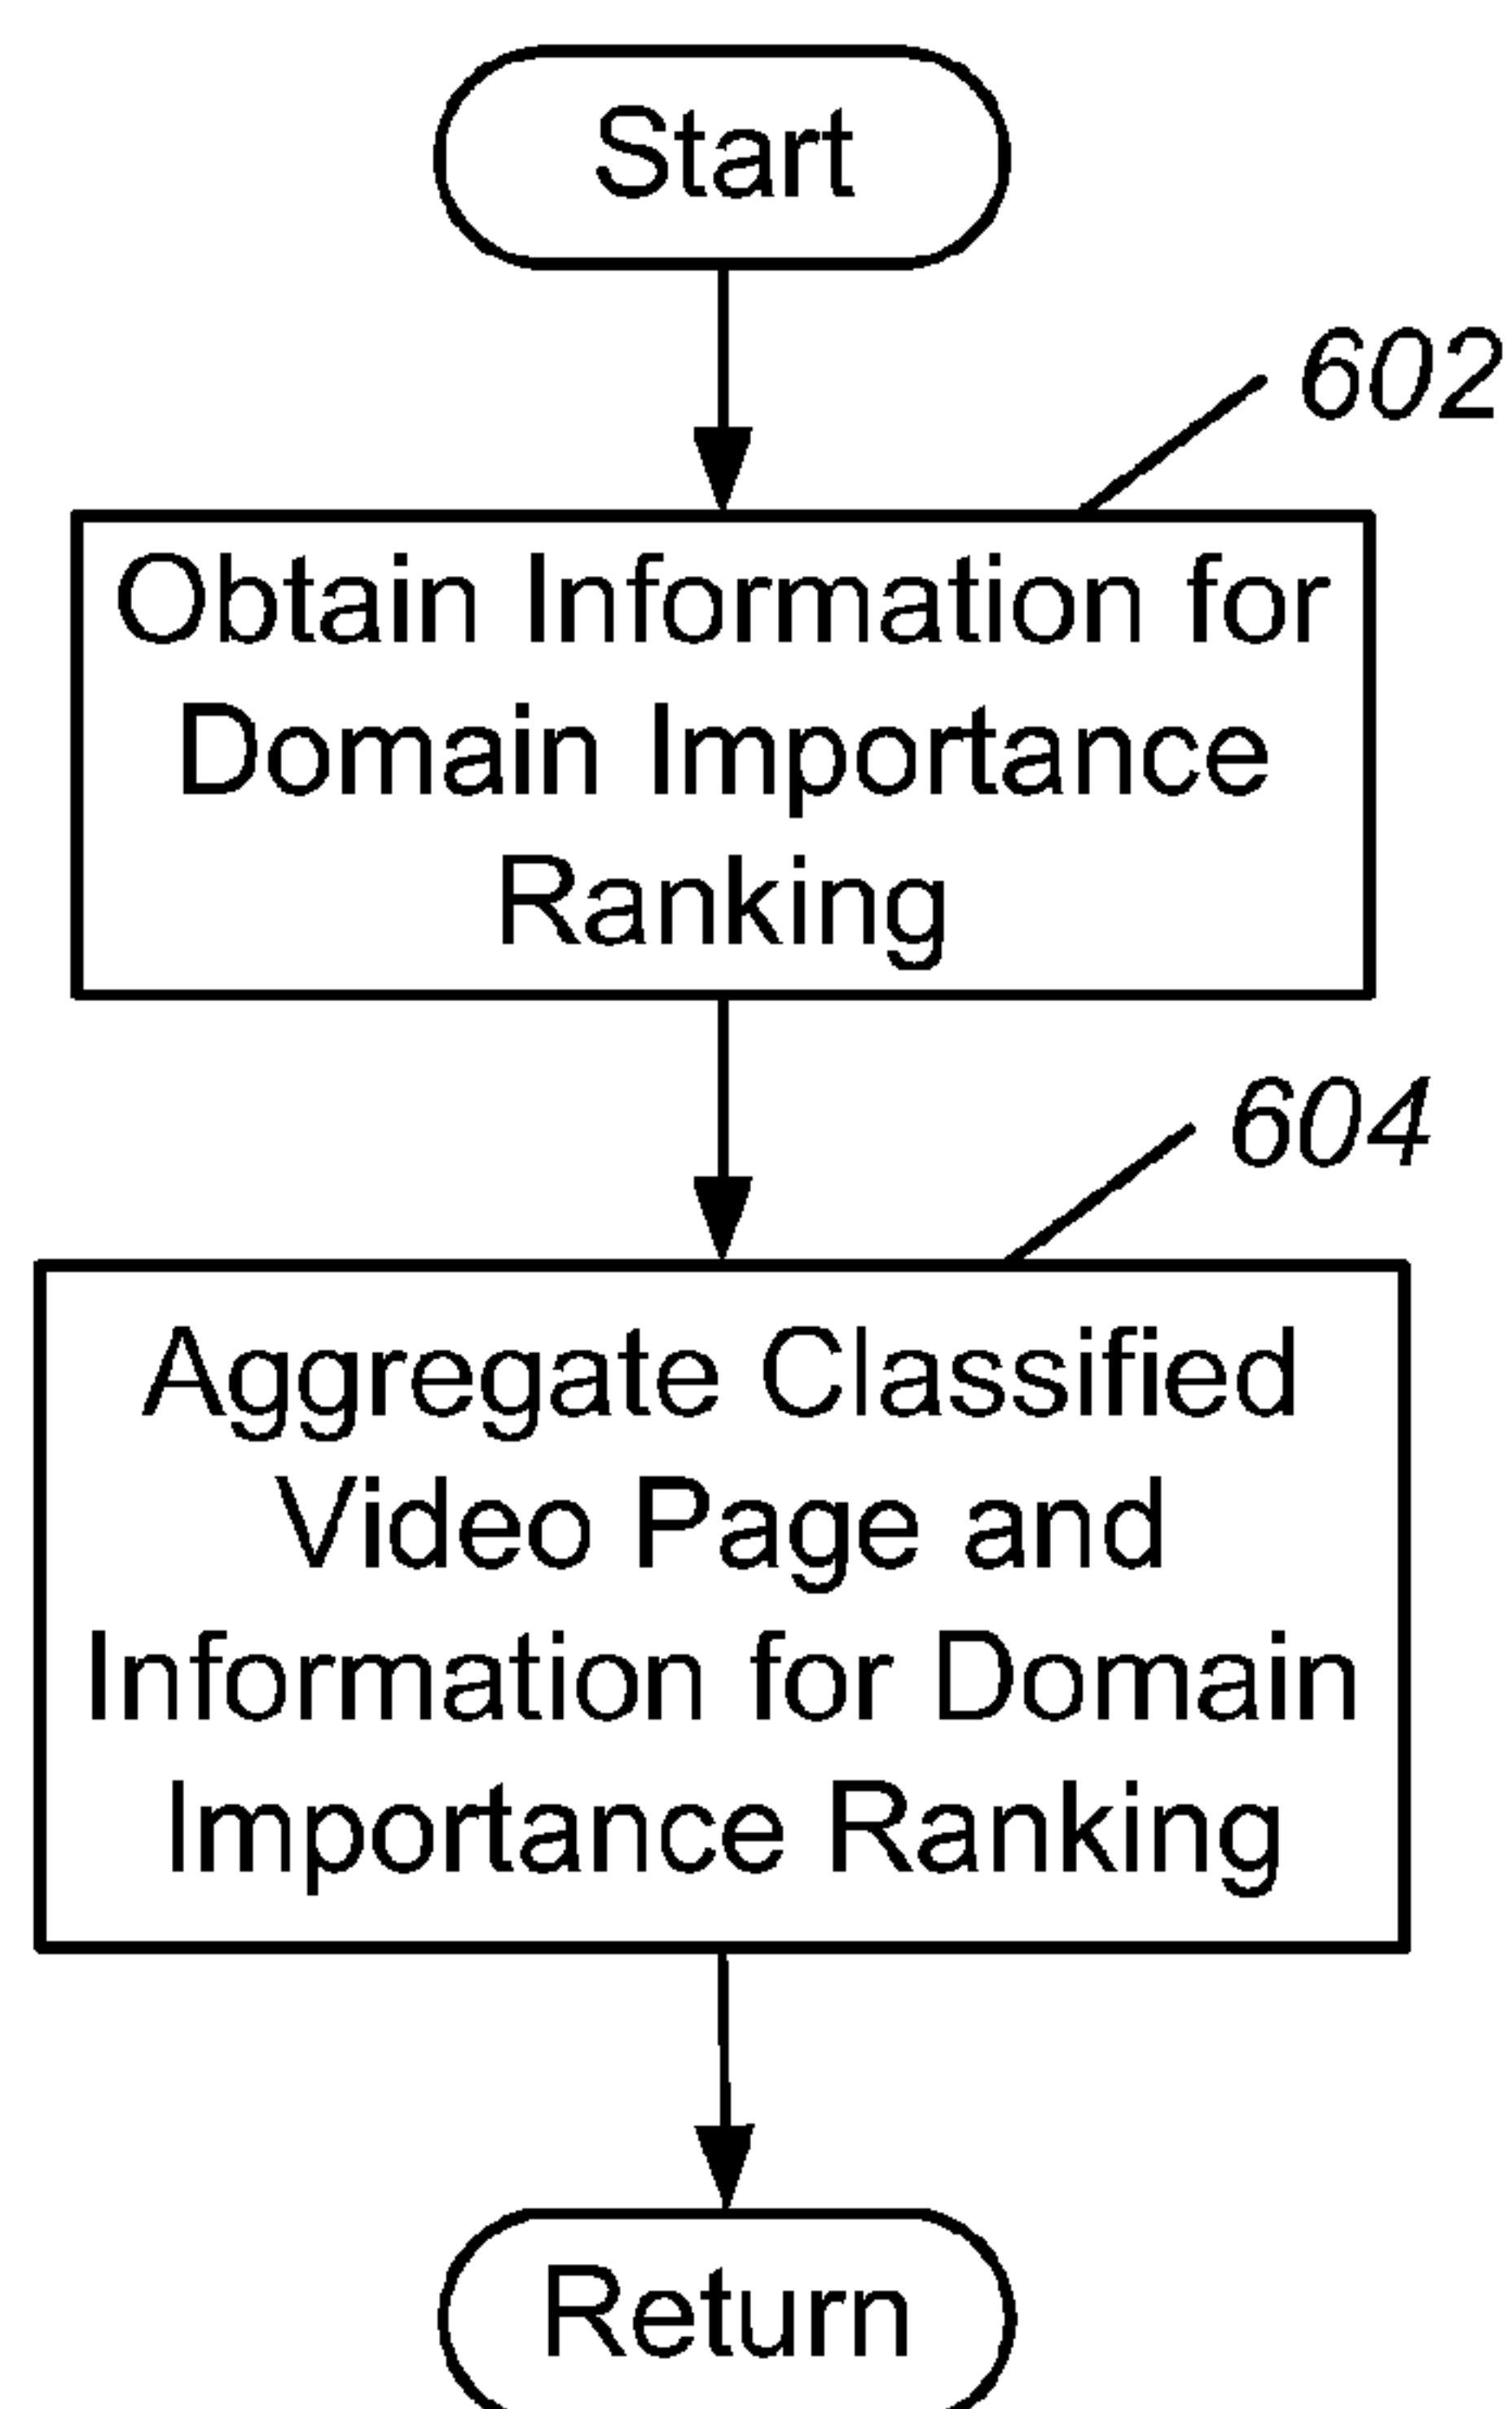 Start
602
Obtain Information for
Domain Importance
Ranking
604
Aggregate Classified
Video Page and
Information for Domain
Importance Ranking
Return